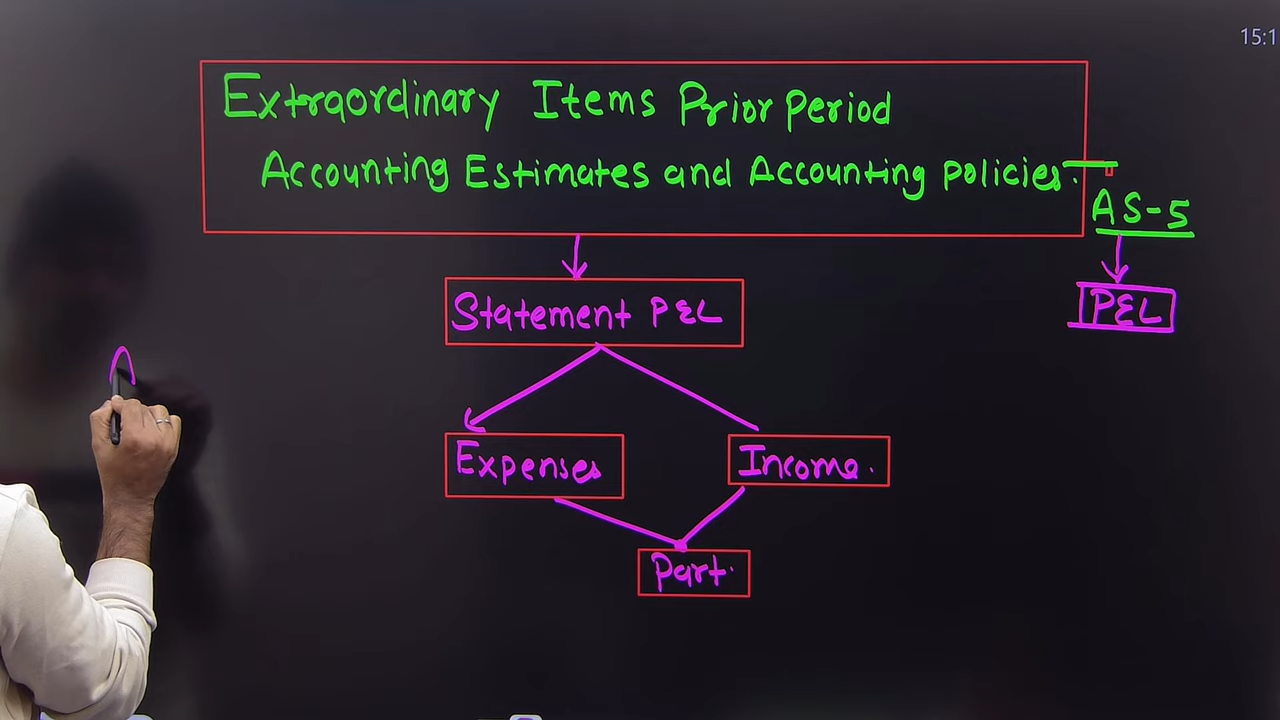 15:1
Extraordinary Items Prior Period
Accounting Estimates and Accounting policies.
AS-5
Statement P&L
P&L
Expenses
Income.
Part.